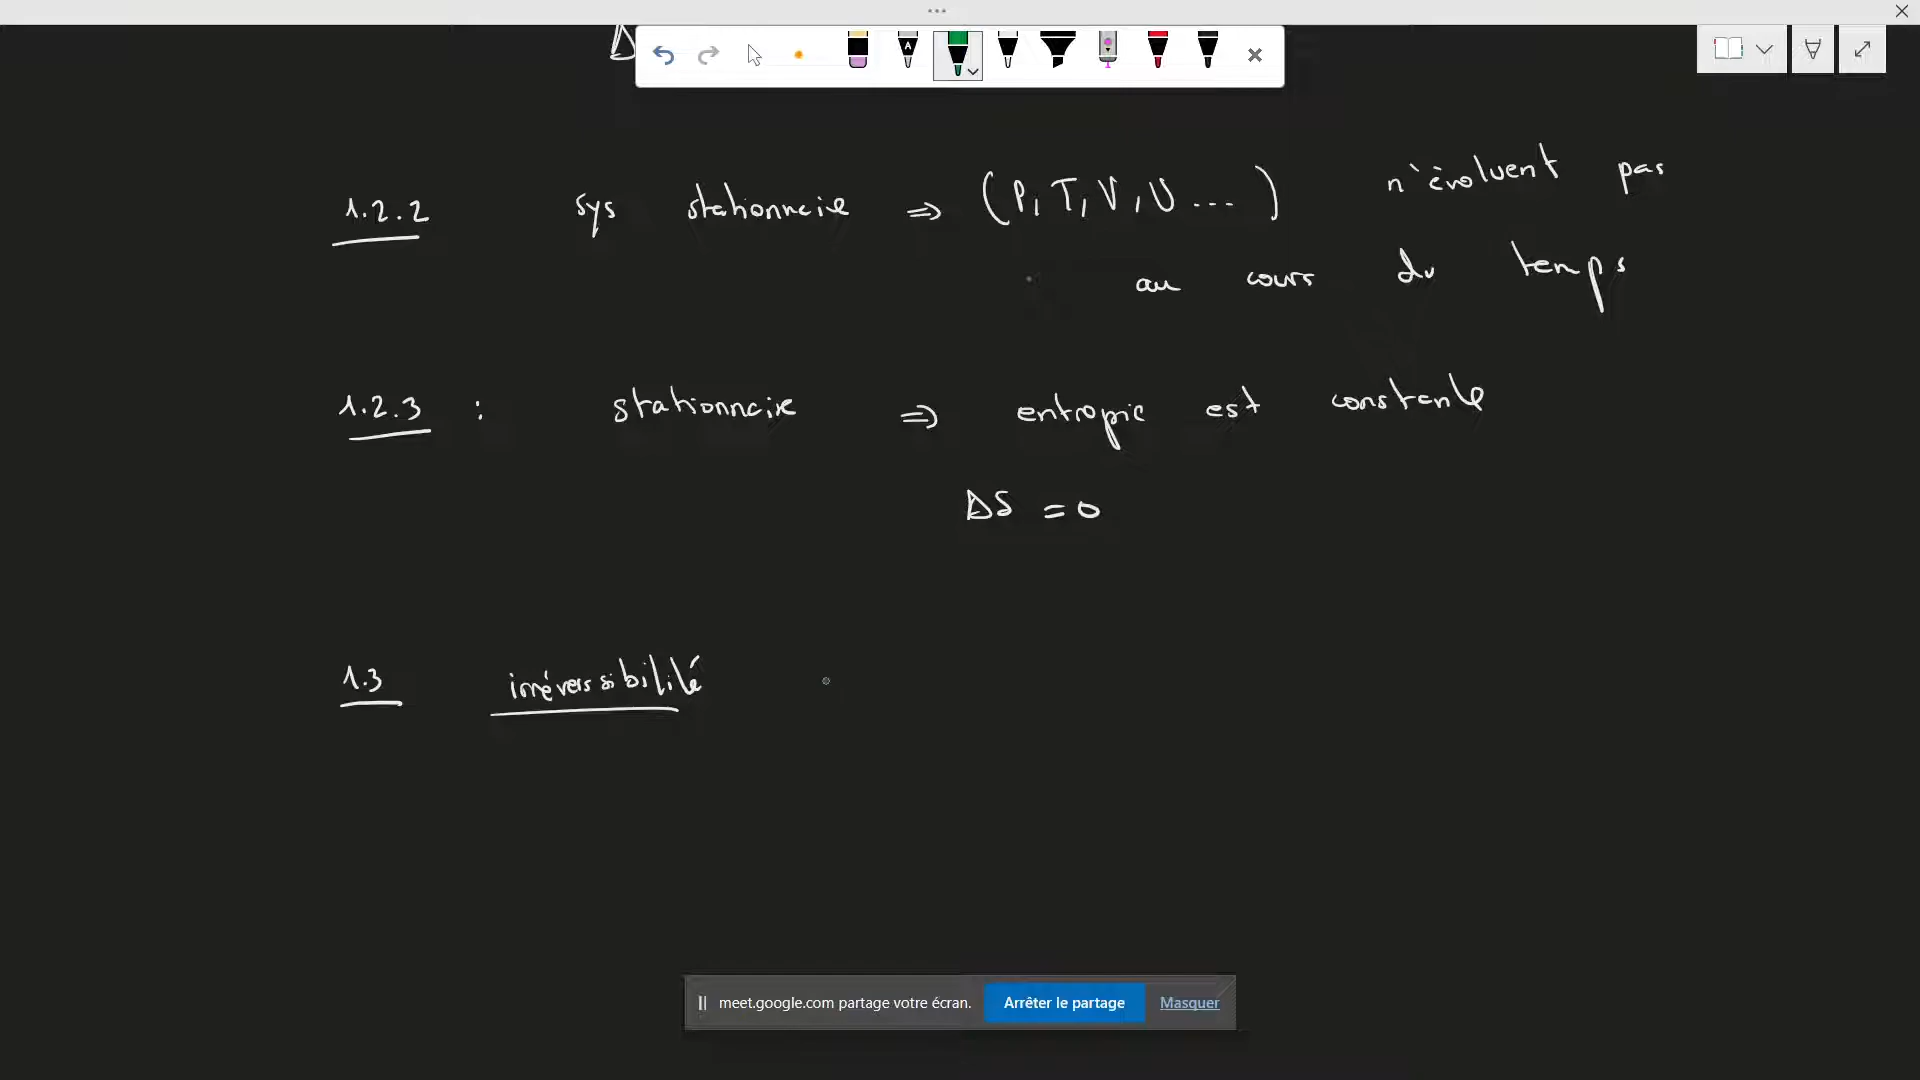 1.2.2 sys stationnaire ⇒ (P, T, V, U ...) n'évoluent pas
au cours du temps
1.2.3 : stationnaire ⇒ entropie est constante
ΔS = 0
1.3 irréversibilité
meet.google.com partage votre écran. Arrêter le partage Masquer